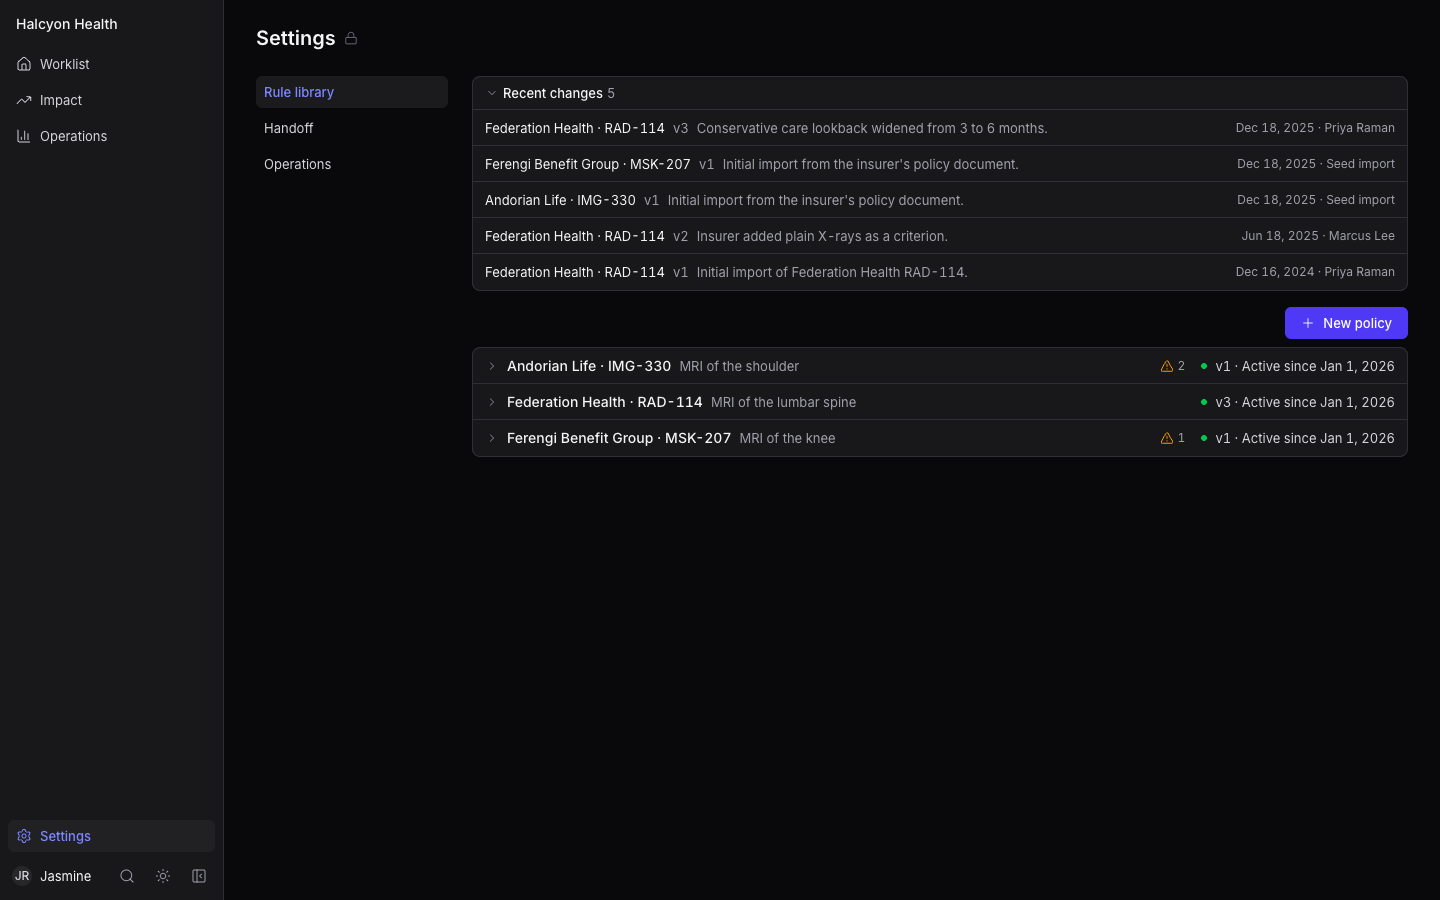 Halcyon Health
Worklist
Impact
Operations
Settings
JR Jasmine
Settings
Rule library
Handoff
Operations
Recent changes 5
Federation Health · RAD-114 v3 Conservative care lookback widened from 3 to 6 months. Dec 18, 2025 · Priya Raman
Ferengi Benefit Group · MSK-207 v1 Initial import from the insurer's policy document. Dec 18, 2025 · Seed import
Andorian Life · IMG-330 v1 Initial import from the insurer's policy document. Dec 18, 2025 · Seed import
Federation Health · RAD-114 v2 Insurer added plain X-rays as a criterion. Jun 18, 2025 · Marcus Lee
Federation Health · RAD-114 v1 Initial import of Federation Health RAD-114. Dec 16, 2024 · Priya Raman
New policy
Andorian Life · IMG-330 MRI of the shoulder 2 v1 · Active since Jan 1, 2026
Federation Health · RAD-114 MRI of the lumbar spine v3 · Active since Jan 1, 2026
Ferengi Benefit Group · MSK-207 MRI of the knee 1 v1 · Active since Jan 1, 2026